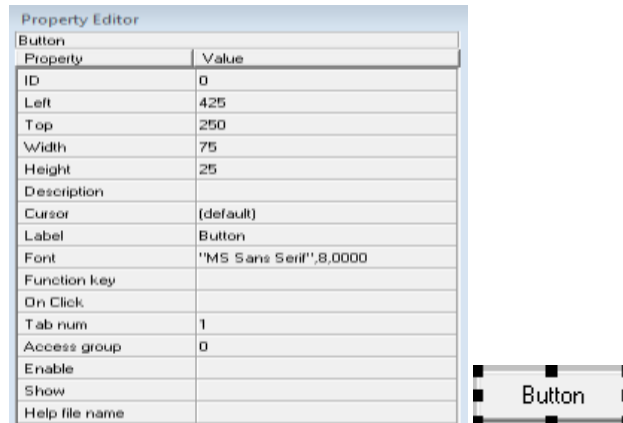 Property Editor
Button
Property Value
ID 0
Left 425
Top 250
Width 75
Height 25
Description
Cursor (default)
Label Button
Font "MS Sans Serif",8,0000
Function key
On Click
Tab num 1
Access group 0
Enable
Show
Help file name
Button